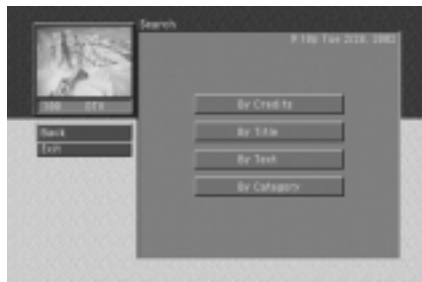 Search
Back
Exit
By Credits
By Title
By Text
By Category